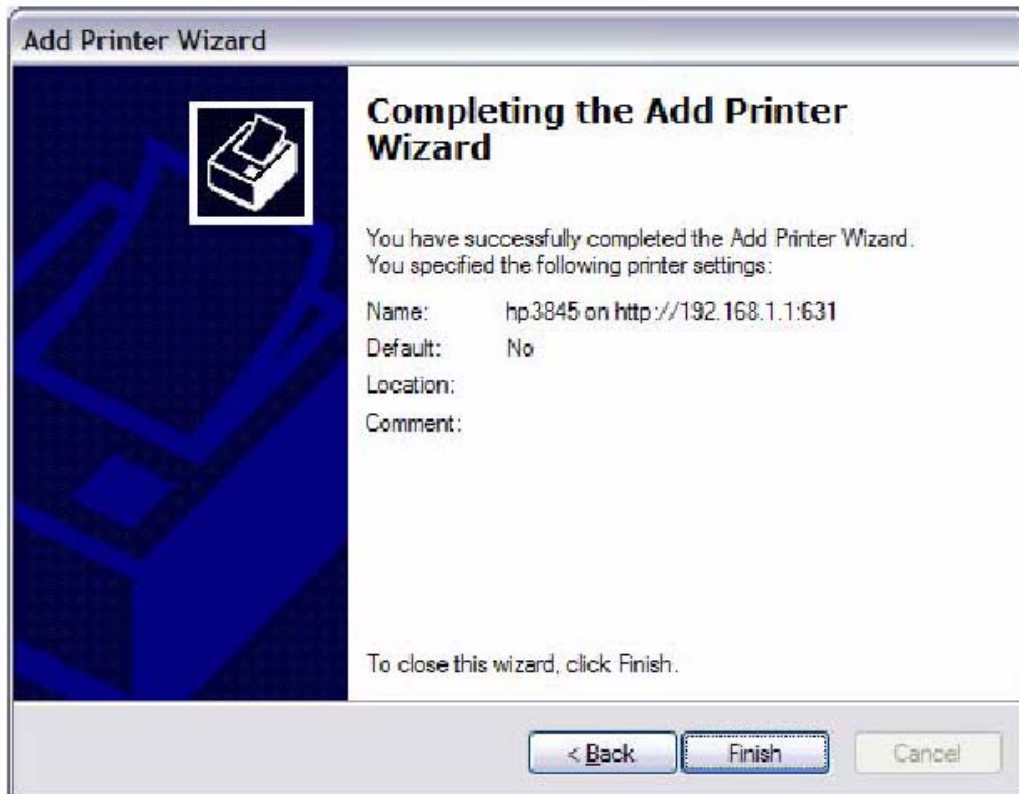 Add Printer Wizard
Completing the Add Printer
Wizard
You have successfully completed the Add Printer Wizard.
You specified the following printer settings:
Name: hp3845 on http://192.168.1.1:631
Default: No
Location:
Comment:
To close this wizard, click Finish.
< Back Finish Cancel